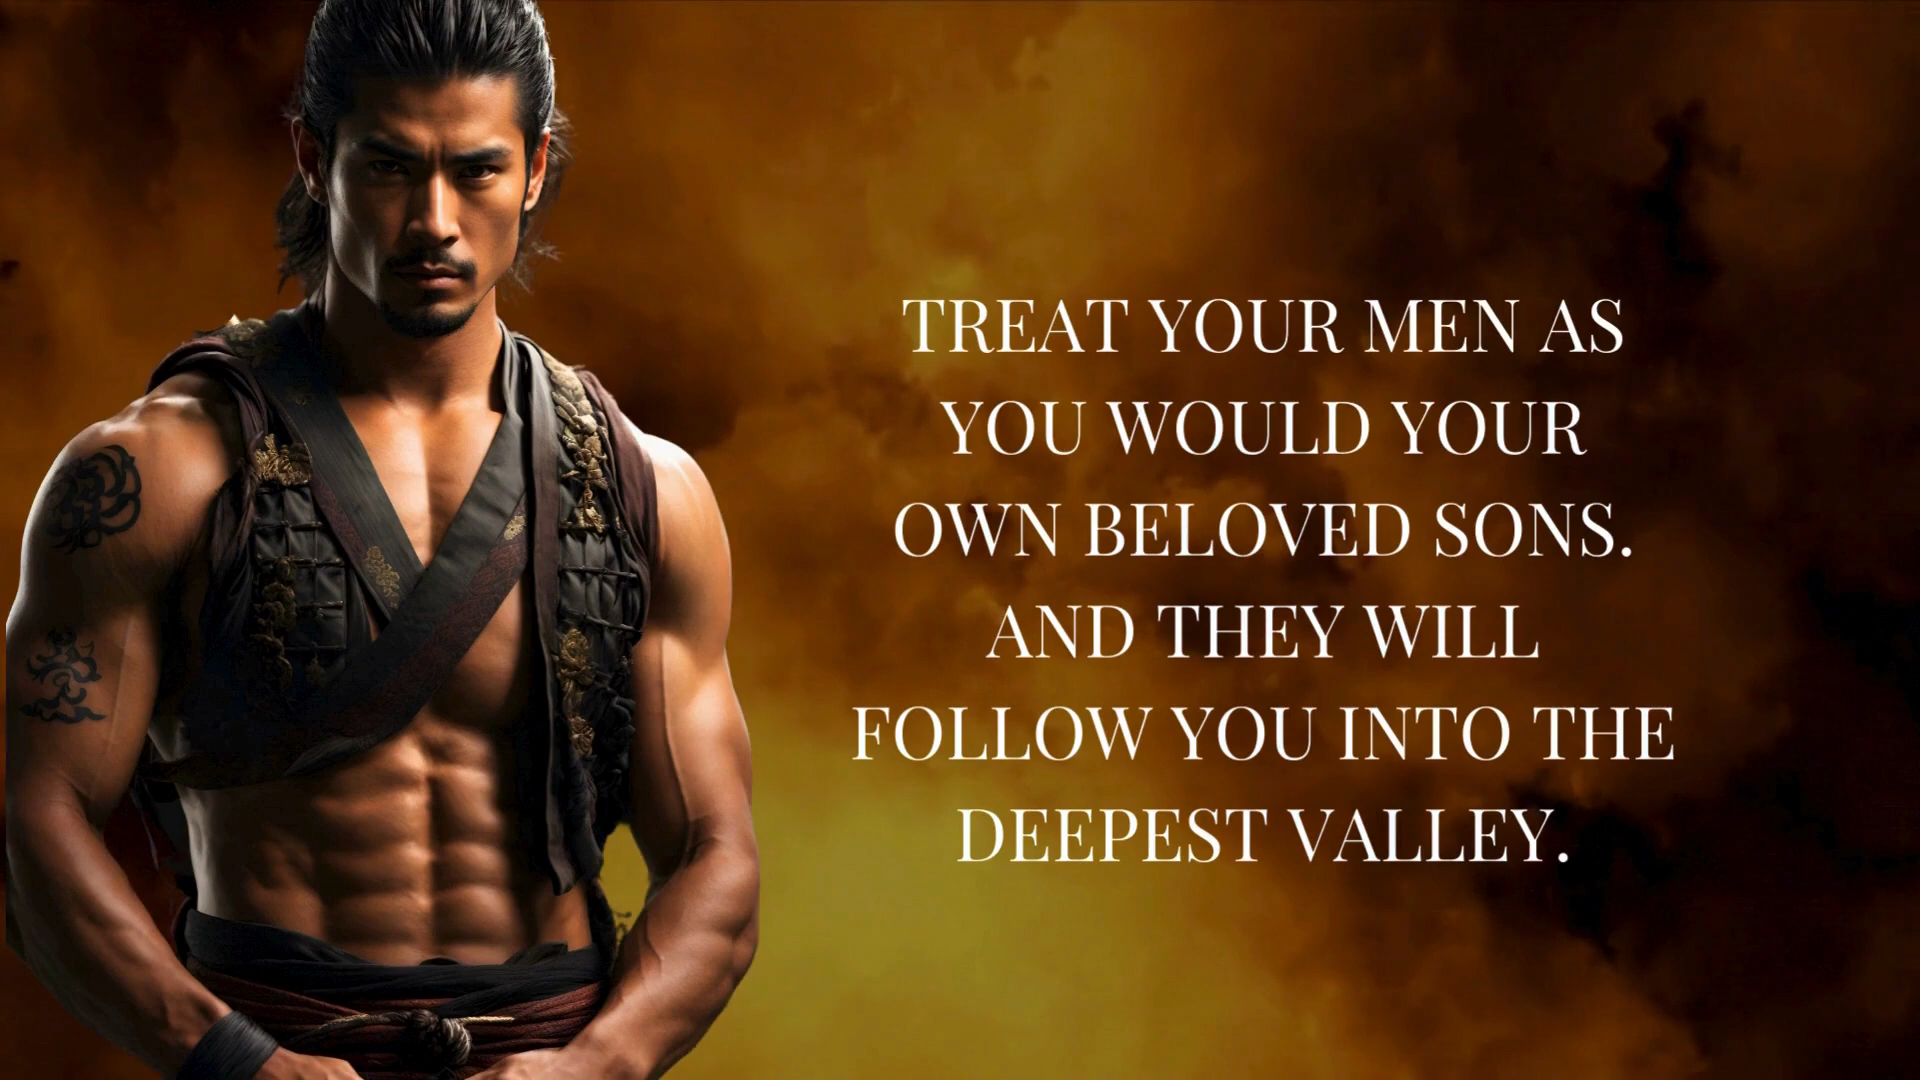 TREAT YOUR MEN AS
YOU WOULD YOUR
OWN BELOVED SONS.
AND THEY WILL
FOLLOW YOU INTO THE
DEEPEST VALLEY.